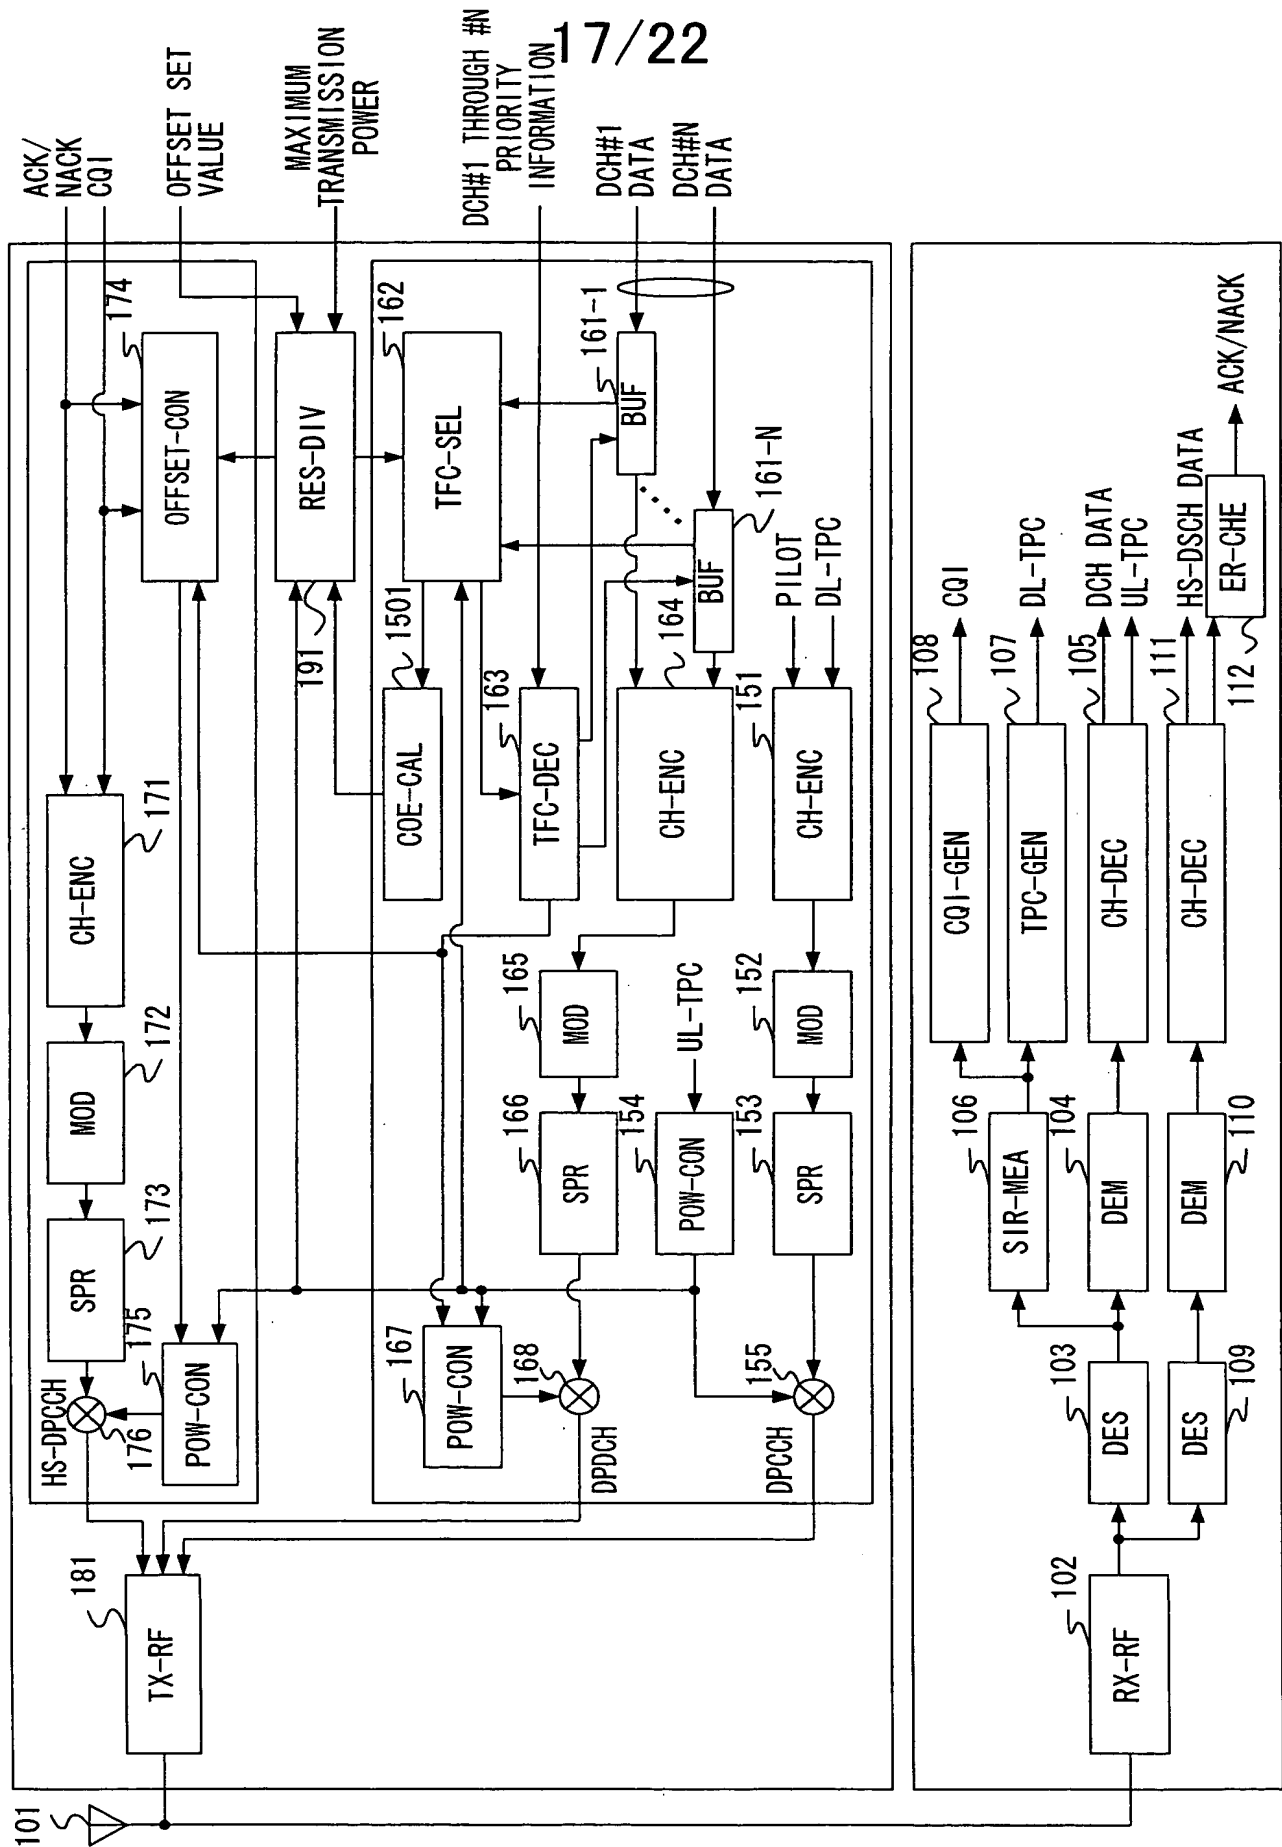 17/22
101
181
TX-RF
HS-DPCCH
176
SPR
173
175
POW-CON
MOD
172
CH-ENC
171
OFFSET-CON
174
ACK/
NACK
CQI
OFFSET SET
VALUE
MAXIMUM
TRANSMISSION
POWER
DCH#1 THROUGH #N
PRIORITY
INFORMATION
DCH#1
DATA
DCH#N
DATA
RES-DIV
191
TFC-SEL
162
COE-CAL
1501
TFC-DEC
163
BUF
161-1
BUF
161-N
CH-ENC
164
PILOT
DL-TPC
CH-ENC
151
MOD
165
UL-TPC
MOD
152
SPR
166
POW-CON
154
SPR
153
167
POW-CON
168
DPDCH
155
DPCCH
RX-RF
102
DES
103
DES
109
SIR-MEA
106
DEM
104
DEM
110
CQI-GEN
108
CQI
TPC-GEN
107
DL-TPC
CH-DEC
105
DCH DATA
UL-TPC
CH-DEC
111
HS-DSCH DATA
ER-CHE
112
ACK/NACK